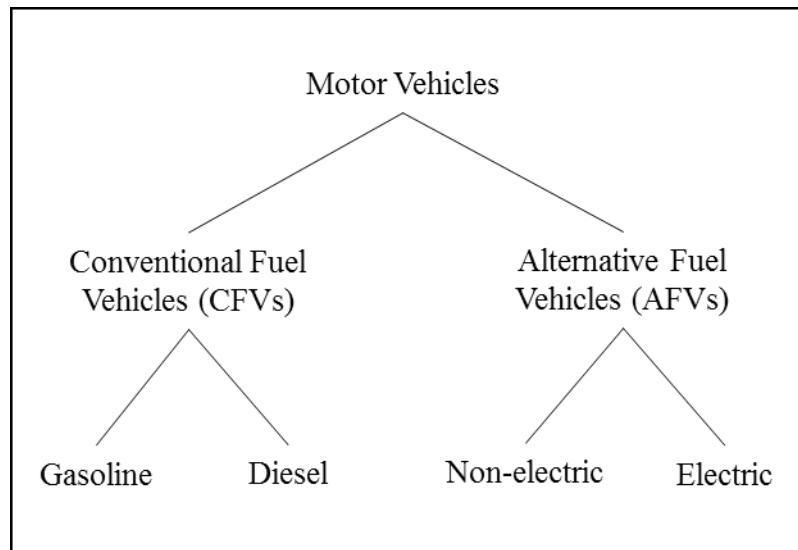 Motor Vehicles
Conventional Fuel
Vehicles (CFVs)
Alternative Fuel
Vehicles (AFVs)
Gasoline
Diesel
Non-electric
Electric